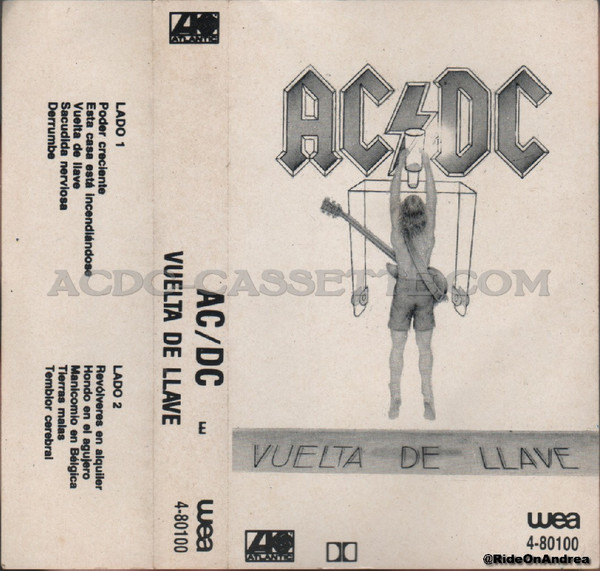 LADO 1
Poder creciente
Esta casa está incendiándose
Vuelta de llave
Sacudida nerviosa
Derrumbe
LADO 2
Revólveres en alquiler
Hondo en el agujero
Manicomio en Bélgica
Tierras malas
Temblor cerebral
ATLANTIC
AC/DC E
VUELTA DE LLAVE
wea
4-80100
AC/DC
VUELTA DE LLAVE
ATLANTIC
wea
4-80100
ACDC-CASSETTE.COM
@RideOnAndrea